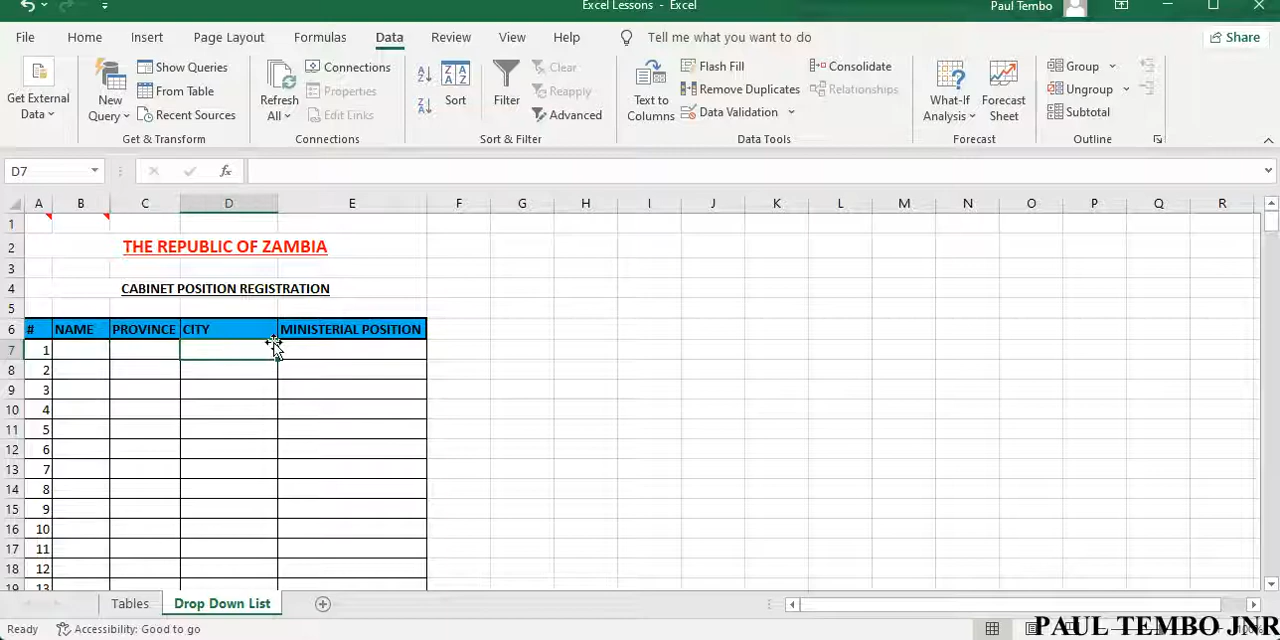 Excel Lessons - Excel
Paul Tembo
File Home Insert Page Layout Formulas Data Review View Help Tell me what you want to do Share
Get External Data
New Query
Show Queries
From Table
Recent Sources
Get & Transform
Refresh All
Connections
Properties
Edit Links
Connections
Sort
Filter
Clear
Reapply
Advanced
Sort & Filter
Text to Columns
Flash Fill
Remove Duplicates
Data Validation
Consolidate
Relationships
Data Tools
What-If Analysis
Forecast Sheet
Forecast
Group
Ungroup
Subtotal
Outline
D7 fx
A B C D E F G H I J K L M N O P Q R
1
2 THE REPUBLIC OF ZAMBIA
3
4 CABINET POSITION REGISTRATION
5
6 # NAME PROVINCE CITY MINISTERIAL POSITION
7 1
8 2
9 3
10 4
11 5
12 6
13 7
14 8
15 9
16 10
17 11
18 12
19 13
Tables Drop Down List
Ready Accessibility: Good to go
PAUL TEMBO JNR